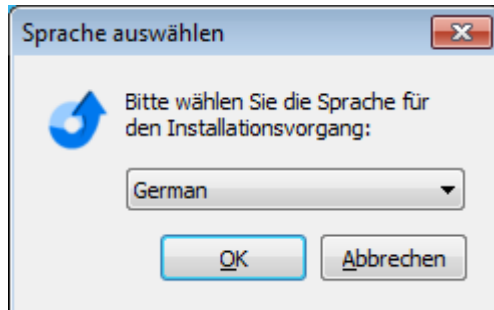 Sprache auswählen
Bitte wählen Sie die Sprache für
den Installationsvorgang:
German
OK
Abbrechen